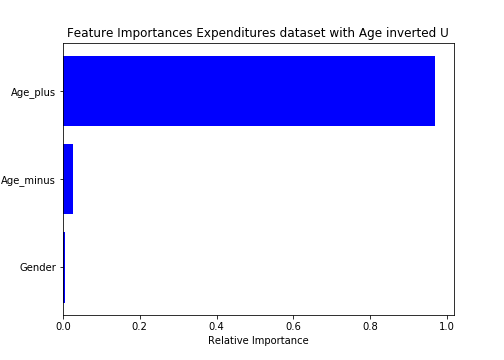 Feature Importances Expenditures dataset with Age inverted U
Age_plus
Age_minus
Gender
0.0 0.2 0.4 0.6 0.8 1.0
Relative Importance